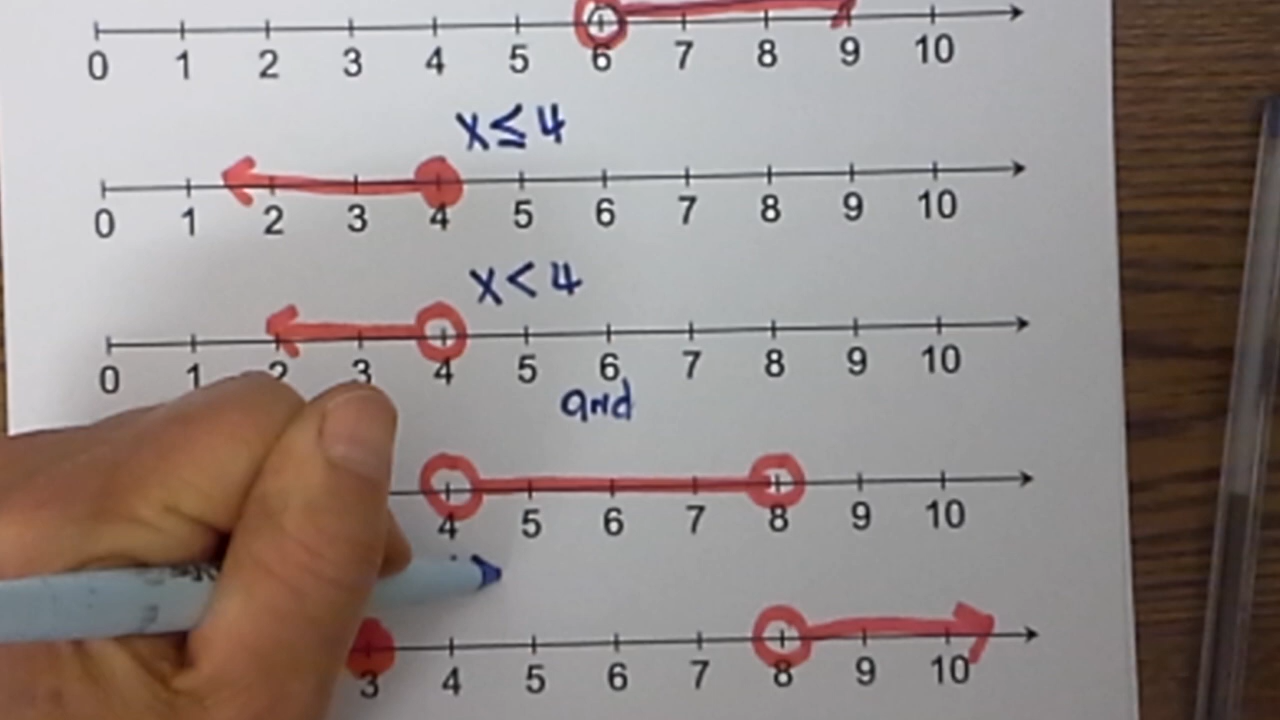 0 1 2 3 4 5 6 7 8 9 10
x ≤ 4
0 1 2 3 4 5 6 7 8 9 10
x < 4
0 1 2 3 4 5 6 7 8 9 10
and
4 5 6 7 8 9 10
3 4 5 6 7 8 9 10